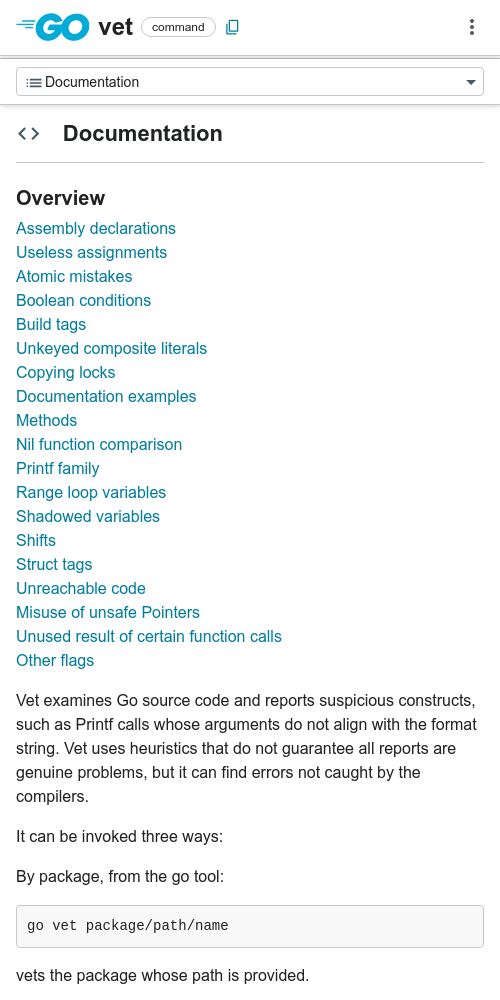 GO vet command
Documentation
Documentation
Overview
Assembly declarations
Useless assignments
Atomic mistakes
Boolean conditions
Build tags
Unkeyed composite literals
Copying locks
Documentation examples
Methods
Nil function comparison
Printf family
Range loop variables
Shadowed variables
Shifts
Struct tags
Unreachable code
Misuse of unsafe Pointers
Unused result of certain function calls
Other flags
Vet examines Go source code and reports suspicious constructs,
such as Printf calls whose arguments do not align with the format
string. Vet uses heuristics that do not guarantee all reports are
genuine problems, but it can find errors not caught by the
compilers.
It can be invoked three ways:
By package, from the go tool:
go vet package/path/name
vets the package whose path is provided.